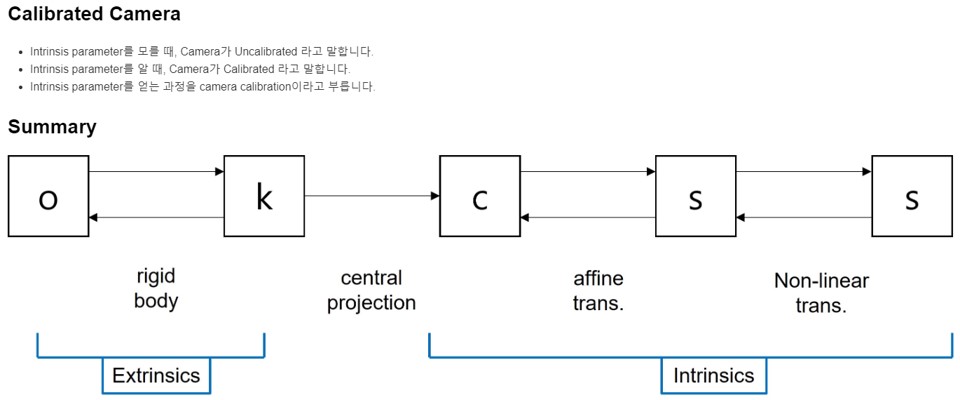 Calibrated Camera
Intrinsis parameter를 모를 때, Camera가 Uncalibrated 라고 말합니다.
Intrinsis parameter를 알 때, Camera가 Calibrated 라고 말합니다.
Intrinsis parameter를 얻는 과정을 camera calibration이라고 부릅니다.
Summary
o k c s s
rigid
body
central
projection
affine
trans.
Non-linear
trans.
Extrinsics
Intrinsics